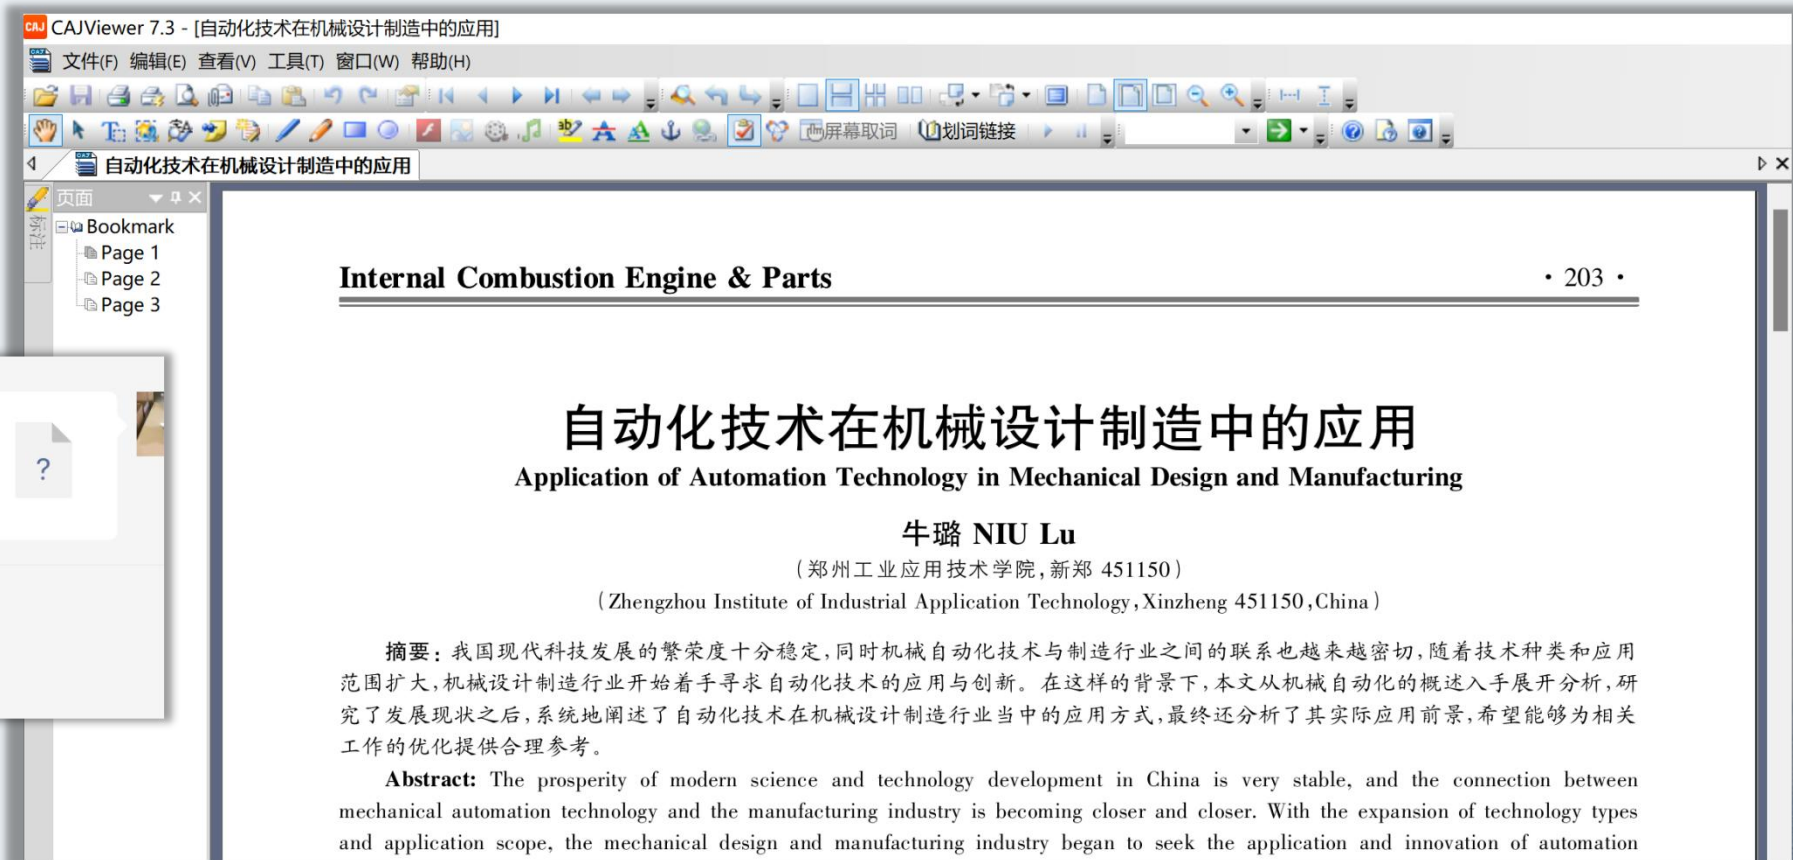 CAJ CAJViewer 7.3 - [自动化技术在机械设计制造中的应用]
文件(F) 编辑(E) 查看(V) 工具(T) 窗口(W) 帮助(H)
屏幕取词 划词链接
自动化技术在机械设计制造中的应用
页面
标注
Bookmark
Page 1
Page 2
Page 3
?
Internal Combustion Engine & Parts · 203 ·
自动化技术在机械设计制造中的应用
Application of Automation Technology in Mechanical Design and Manufacturing
牛璐 NIU Lu
(郑州工业应用技术学院,新郑 451150)
(Zhengzhou Institute of Industrial Application Technology,Xinzheng 451150,China)
摘要:我国现代科技发展的繁荣度十分稳定,同时机械自动化技术与制造行业之间的联系也越来越密切,随着技术种类和应用
范围扩大,机械设计制造行业开始着手寻求自动化技术的应用与创新。在这样的背景下,本文从机械自动化的概述入手展开分析,研
究了发展现状之后,系统地阐述了自动化技术在机械设计制造行业当中的应用方式,最终还分析了其实际应用前景,希望能够为相关
工作的优化提供合理参考。
Abstract: The prosperity of modern science and technology development in China is very stable, and the connection between
mechanical automation technology and the manufacturing industry is becoming closer and closer. With the expansion of technology types
and application scope, the mechanical design and manufacturing industry began to seek the application and innovation of automation